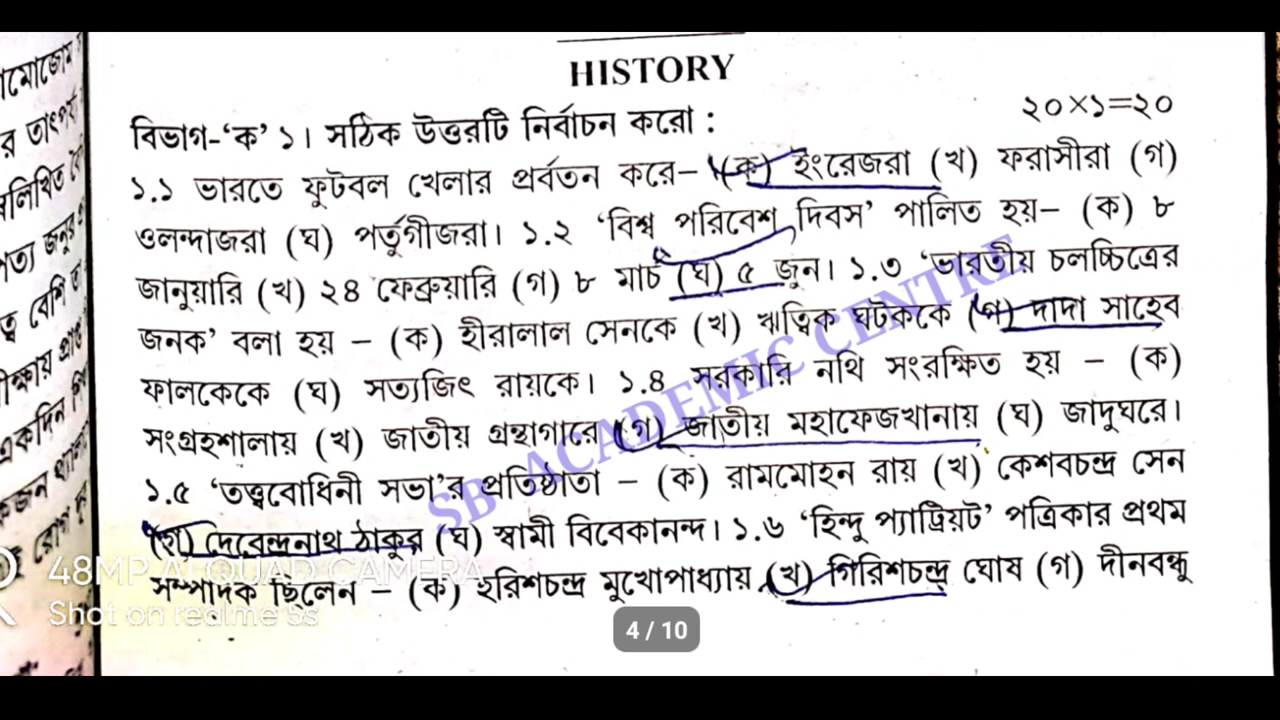 HISTORY
২০×১=২০
বিভাগ-‘ক’ ১। সঠিক উত্তরটি নির্বাচন করো :
১.১ ভারতে ফুটবল খেলার প্রর্বতন করে– (ক) ইংরেজরা (খ) ফরাসীরা (গ)
ওলন্দাজরা (ঘ) পর্তুগীজরা। ১.২ ‘বিশ্ব পরিবেশ দিবস’ পালিত হয়– (ক) ৮
জানুয়ারি (খ) ২৪ ফেব্রুয়ারি (গ) ৮ মার্চ (ঘ) ৫ জুন। ১.৩ ‘ভারতীয় চলচ্চিত্রের
জনক’ বলা হয় – (ক) হীরালাল সেনকে (খ) ঋত্বিক ঘটককে (গ) দাদা সাহেব
ফালকেকে (ঘ) সত্যজিৎ রায়কে। ১.৪ সরকারি নথি সংরক্ষিত হয় – (ক)
সংগ্রহশালায় (খ) জাতীয় গ্রন্থাগারে (গ) জাতীয় মহাফেজখানায় (ঘ) জাদুঘরে।
১.৫ ‘তত্ত্ববোধিনী সভা’র প্রতিষ্ঠাতা – (ক) রামমোহন রায় (খ) কেশবচন্দ্র সেন
(গ) দেবেন্দ্রনাথ ঠাকুর (ঘ) স্বামী বিবেকানন্দ। ১.৬ ‘হিন্দু প্যাট্রিয়ট’ পত্রিকার প্রথম
সম্পাদক ছিলেন – (ক) হরিশচন্দ্র মুখোপাধ্যায় (খ) গিরিশচন্দ্র ঘোষ (গ) দীনবন্ধু
SB ACADEMIC CENTRE
48MP AI QUAD CAMERA
Shot on realme 5s
4 / 10